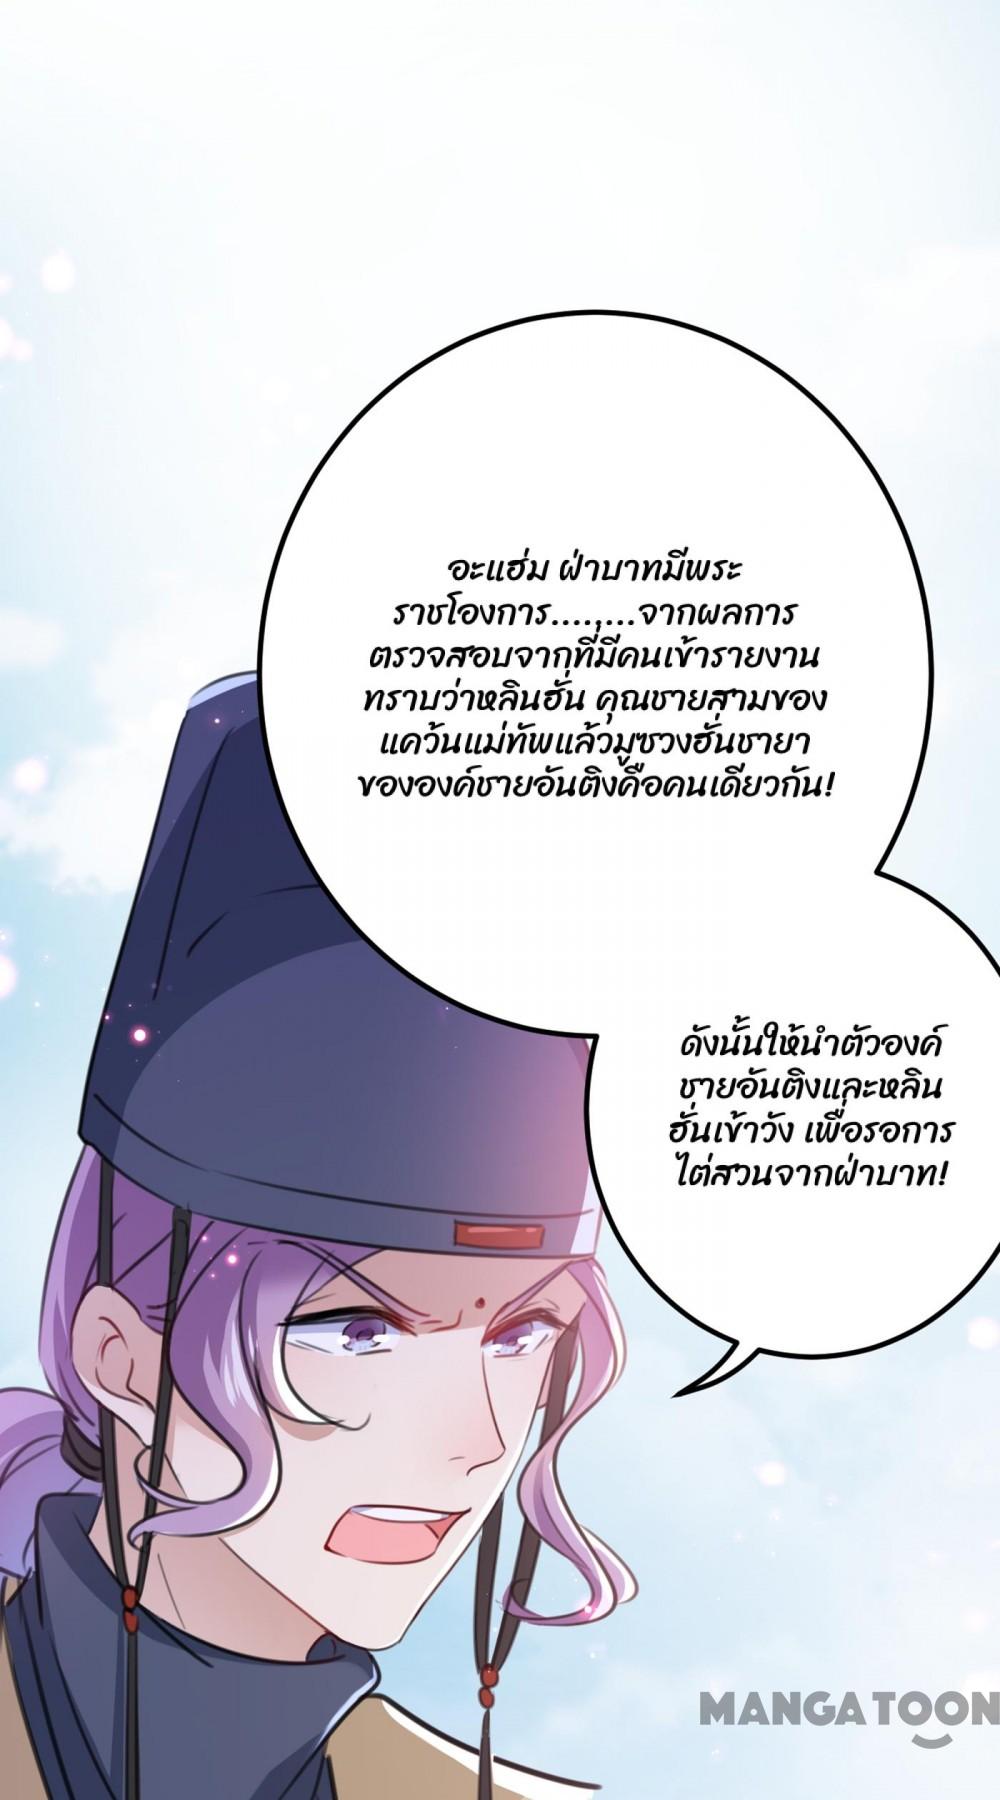 อะแฮ่ม ฝ่าบาทมีพระ
ราชโองการ.........จากผลการ
ตรวจสอบจากที่มีคนเข้ารายงาน
ทราบว่าหลินฮั่น คุณชายสามของ
แคว้นแม่ทัพแล้วมูซวงฮั่นชายา
ขององค์ชายอันติงคือคนเดียวกัน!
ดังนั้นให้นำตัวองค์
ชายอันติงและหลิน
ฮั่นเข้าวัง เพื่อรอการ
ไต่สวนจากฝ่าบาท!
MANGA TOON